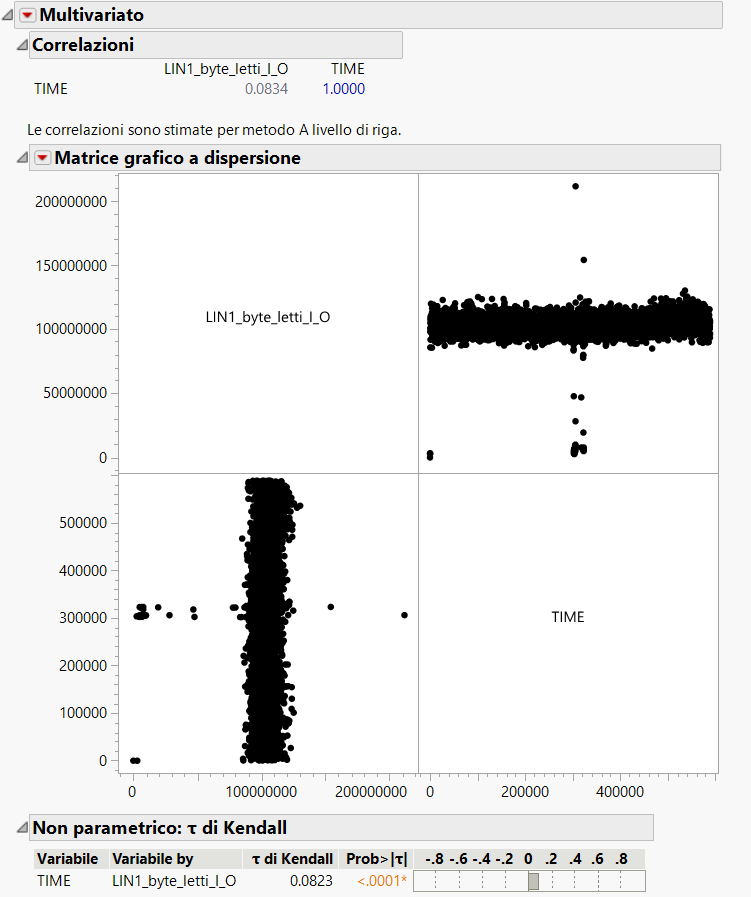 Multivariato
Correlazioni
LIN1_byte_letti_I_O TIME
TIME 0.0834 1.0000
Le correlazioni sono stimate per metodo A livello di riga.
Matrice grafico a dispersione
200000000
150000000
100000000
50000000
0
LIN1_byte_letti_I_O
500000
400000
300000
200000
100000
0
TIME
0 100000000 200000000 0 200000 400000
Non parametrico: τ di Kendall
Variabile Variabile by τ di Kendall Prob>|τ| -.8 -.6 -.4 -.2 0 .2 .4 .6 .8
TIME LIN1_byte_letti_I_O 0.0823 <.0001*